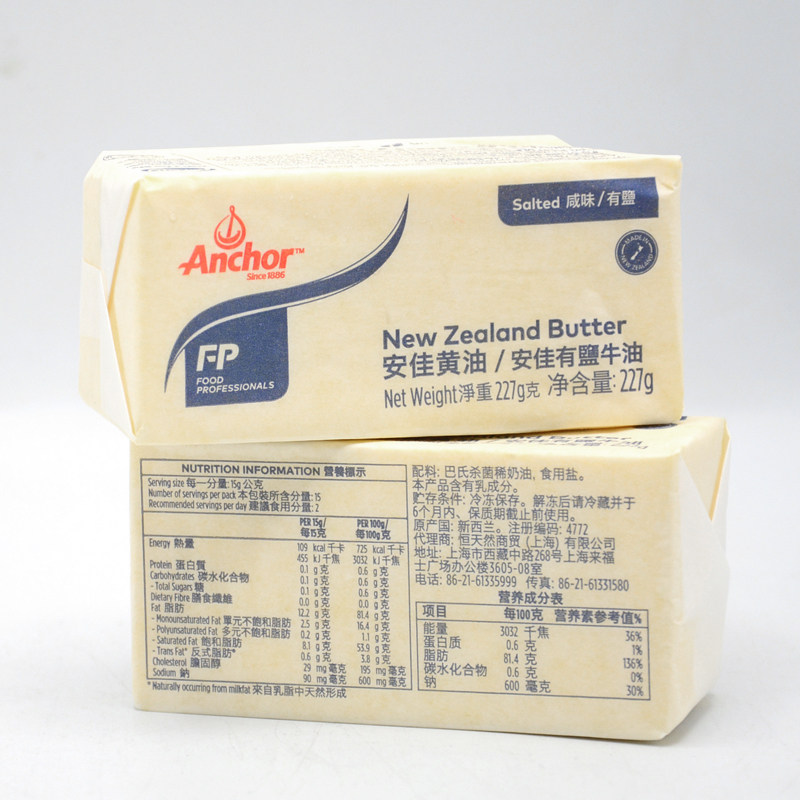 Salted 咸味/有鹽
MADE IN
NEW ZEALAND
Anchor™
Since 1886
FP
FOOD
PROFESSIONALS
New Zealand Butter
安佳黄油 / 安佳有鹽牛油
Net Weight淨重 227g克 净含量: 227g
NUTRITION INFORMATION 營養標示
Serving size 每一分量: 15g 公克
Number of servings per pack 本包裝所含分量: 15
Recommended servings per day 建議食用分量: 2
PER 15g/ PER 100g/
每15克 每100克
Energy 熱量 109 kcal 千卡 725 kcal 千卡
455 kJ 千焦 3032 kJ 千焦
Protein 蛋白質 0.1 g 克 0.6 g 克
Carbohydrates 碳水化合物 0.1 g 克 0.6 g 克
- Total Sugars 糖 0.1 g 克 0.6 g 克
Dietary Fibre 膳食纖維 0.0 g 克 0.0 g 克
Fat 脂肪 12.2 g 克 81.4 g 克
- Monounsaturated Fat 單元不飽和脂肪 2.5 g 克 16.4 g 克
- Polyunsaturated Fat 多元不飽和脂肪 0.2 g 克 1.1 g 克
- Saturated Fat 飽和脂肪 8.1 g 克 53.9 g 克
- Trans Fat* 反式脂肪* 0.6 g 克 3.8 g 克
Cholesterol 膽固醇 29 mg 毫克 195 mg 毫克
Sodium 鈉 90 mg 毫克 600 mg 毫克
* Naturally occurring from milkfat 來自乳脂中天然形成
配料: 巴氏杀菌稀奶油, 食用盐。
本产品含有乳成分。
贮存条件: 冷冻保存。解冻后请冷藏并于
6个月内、保质期截止前使用。
原产国: 新西兰。注册编码: 4772
代理商: 恒天然商贸 (上海) 有限公司
地址: 上海市西藏中路268号上海来福
士广场办公楼3605-08室
电话: 86-21-61335999 传真: 86-21-61331580
营养成分表
项目 每100克 营养素参考值%
能量 3032 千焦 36%
蛋白质 0.6 克 1%
脂肪 81.4 克 136%
碳水化合物 0.6 克 0%
钠 600 毫克 30%